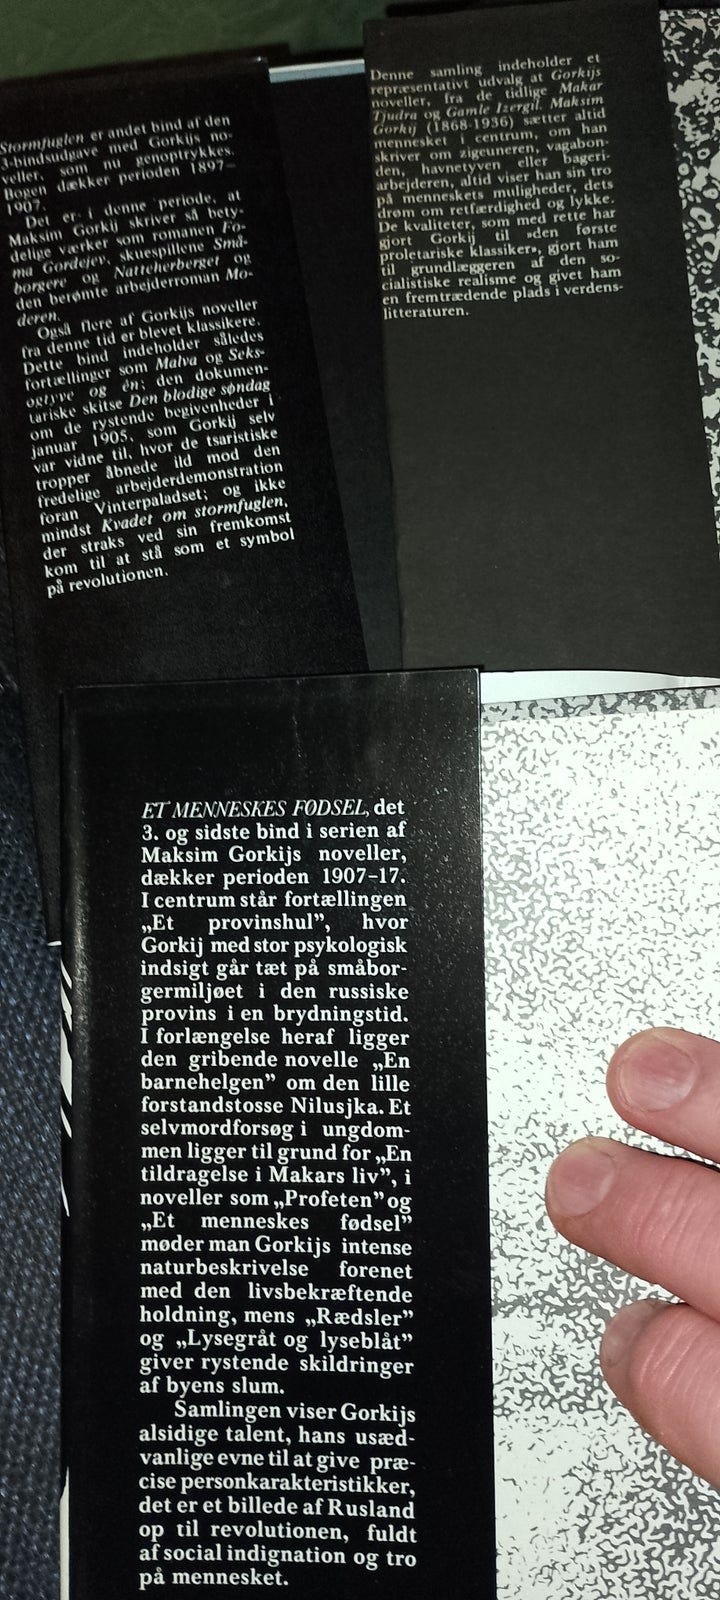 Stormfuglen er andet bind af den
3-bindsudgave med Gorkijs no-
veller, som nu genoptrykkes.
Bogen dækker perioden 1897–
1907.
Det er i denne periode, at
Maksim Gorkij skriver så bety-
delige værker som romanen Fo-
ma Gordejev, skuespillene Små-
borgere og Natteherberget og
den berømte arbejderroman Mo-
deren.
Også flere af Gorkijs noveller
fra denne tid er blevet klassikere.
Dette bind indeholder således
fortællinger som Malva og Seks-
ogtyve og én; den dokumen-
tariske skitse Den blodige søndag
om de rystende begivenheder i
januar 1905, som Gorkij selv
var vidne til, hvor de tsaristiske
tropper åbnede ild mod den
fredelige arbejderdemonstration
foran Vinterpaladset; og ikke
mindst Kvadet om stormfuglen,
der straks ved sin fremkomst
kom til at stå som et symbol
på revolutionen.
Denne samling indeholder et
repræsentativt udvalg at Gorkijs
noveller, fra de tidlige Makar
Tjudra og Gamle Izergil. Maksim
Gorkij (1868-1936) sætter altid
mennesket i centrum, om han
skriver om zigeuneren, vagabon-
den, havnetyven eller bageri-
arbejderen, altid viser han sin tro
på menneskets muligheder, dets
drøm om retfærdighed og lykke.
De kvaliteter, som med rette har
gjort Gorkij til »den første
proletariske klassiker«, gjort ham
til grundlæggeren af den so-
cialistiske realisme og givet ham
en fremtrædende plads i verdens-
litteraturen.
ET MENNESKES FØDSEL, det
3. og sidste bind i serien af
Maksim Gorkijs noveller,
dækker perioden 1907–17.
I centrum står fortællingen
„Et provinshul”, hvor
Gorkij med stor psykologisk
indsigt går tæt på småbor-
germiljøet i den russiske
provins i en brydningstid.
I forlængelse heraf ligger
den gribende novelle „En
barnehelgen” om den lille
forstandstosse Nilusjka. Et
selvmordforsøg i ungdom-
men ligger til grund for „En
tildragelse i Makars liv”, i
noveller som „Profeten” og
„Et menneskes fødsel”
møder man Gorkijs intense
naturbeskrivelse forenet
med den livsbekræftende
holdning, mens „Rædsler”
og „Lysegråt og lyseblåt”
giver rystende skildringer
af byens slum.
Samlingen viser Gorkijs
alsidige talent, hans usæd-
vanlige evne til at give præ-
cise personkarakteristikker,
det er et billede af Rusland
op til revolutionen, fuldt
af social indignation og tro
på mennesket.